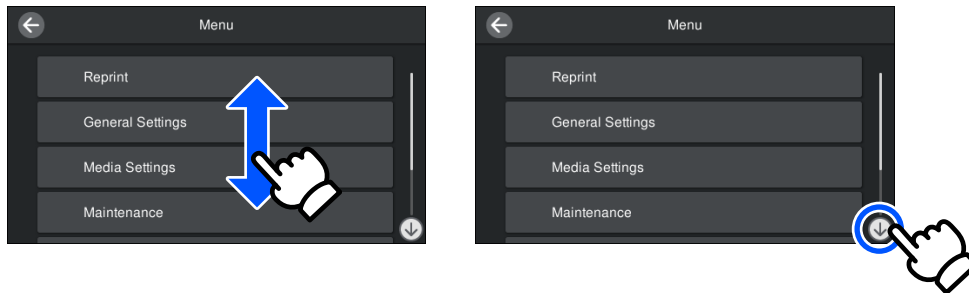 Menu
Reprint
General Settings
Media Settings
Maintenance
Menu
Reprint
General Settings
Media Settings
Maintenance